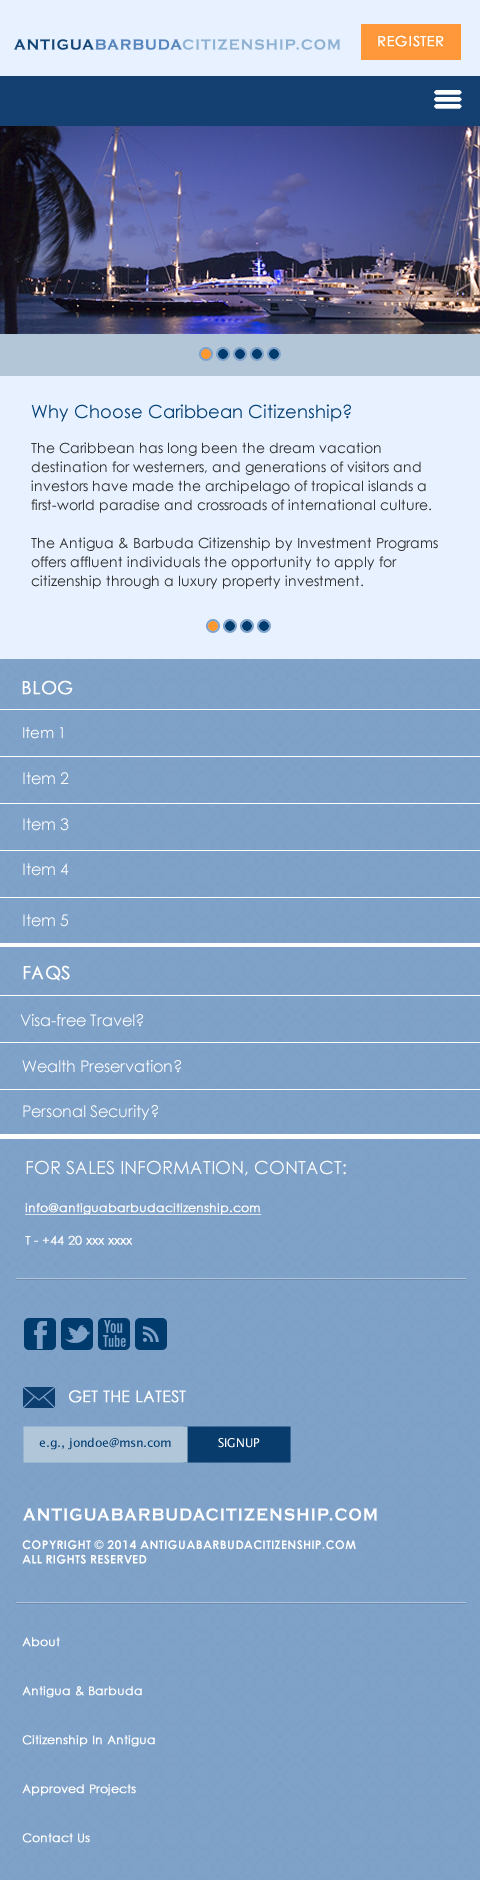 ANTIGUABARBUDACITIZENSHIP.COM
REGISTER
Why Choose Caribbean Citizenship?
The Caribbean has long been the dream vacation
destination for westerners, and generations of visitors and
investors have made the archipelago of tropical islands a
first-world paradise and crossroads of international culture.
The Antigua & Barbuda Citizenship by Investment Programs
offers affluent individuals the opportunity to apply for
citizenship through a luxury property investment.
BLOG
Item 1
Item 2
Item 3
Item 4
Item 5
FAQS
Visa-free Travel?
Wealth Preservation?
Personal Security?
FOR SALES INFORMATION, CONTACT:
info@antiguabarbudacitizenship.com
T - +44 20 xxx xxxx
You
Tube
GET THE LATEST
e.g., jondoe@msn.com
SIGNUP
ANTIGUABARBUDACITIZENSHIP.COM
COPYRIGHT © 2014 ANTIGUABARBUDACITIZENSHIP.COM
ALL RIGHTS RESERVED
About
Antigua & Barbuda
Citizenship In Antigua
Approved Projects
Contact Us